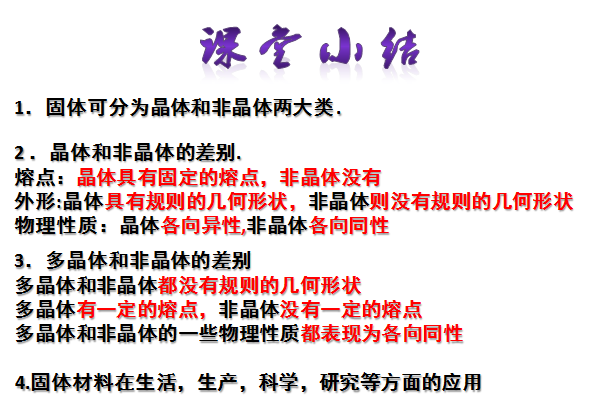 课堂小结
1．固体可分为晶体和非晶体两大类.
2．晶体和非晶体的差别.
熔点：晶体具有固定的熔点，非晶体没有
外形:晶体具有规则的几何形状，非晶体则没有规则的几何形状
物理性质：晶体各向异性,非晶体各向同性
3．多晶体和非晶体的差别
多晶体和非晶体都没有规则的几何形状
多晶体有一定的熔点，非晶体没有一定的熔点
多晶体和非晶体的一些物理性质都表现为各向同性
4.固体材料在生活，生产，科学，研究等方面的应用